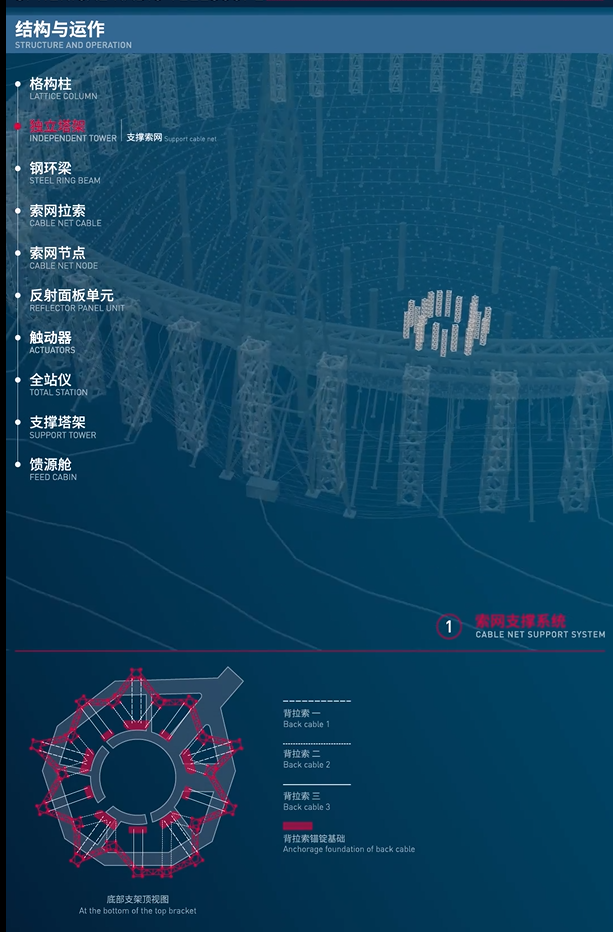 结构与运作
STRUCTURE AND OPERATION
格构柱
LATTICE COLUMN
独立塔架
INDEPENDENT TOWER 支撑索网 Support cable net
钢环梁
STEEL RING BEAM
索网拉索
CABLE NET CABLE
索网节点
CABLE NET NODE
反射面板单元
REFLECTOR PANEL UNIT
触动器
ACTUATORS
全站仪
TOTAL STATION
支撑塔架
SUPPORT TOWER
馈源舱
FEED CABIN
1 索网支撑系统
CABLE NET SUPPORT SYSTEM
背拉索 一
Back cable 1
背拉索 二
Back cable 2
背拉索 三
Back cable 3
背拉索锚锭基础
Anchorage foundation of back cable
底部支架顶视图
At the bottom of the top bracket